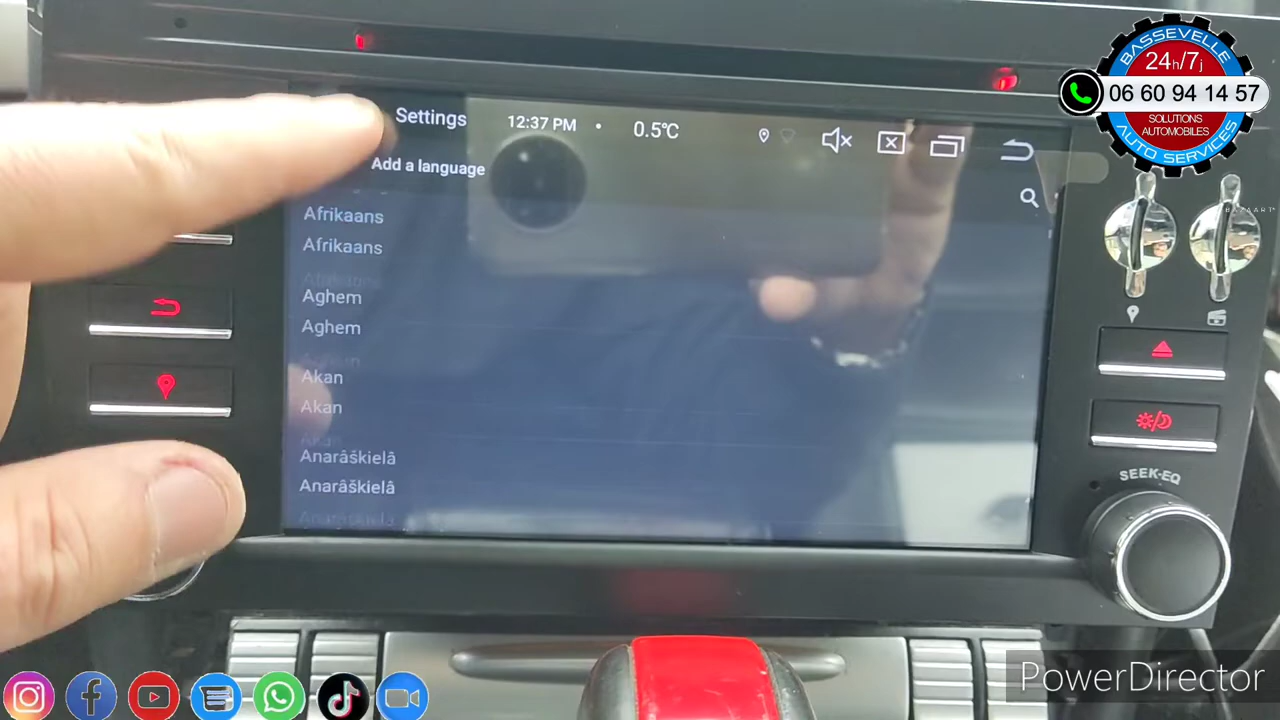 BASSEVELLE
24h/7j
06 60 94 14 57
SOLUTIONS
AUTOMOBILES
AUTO SERVICES
Settings 12:37 PM • 0.5℃
Add a language
Afrikaans
Afrikaans
Aghem
Aghem
Akan
Akan
Anarâškielâ
Anarâškielâ
BAZAART
SEEK-EQ
PowerDirector